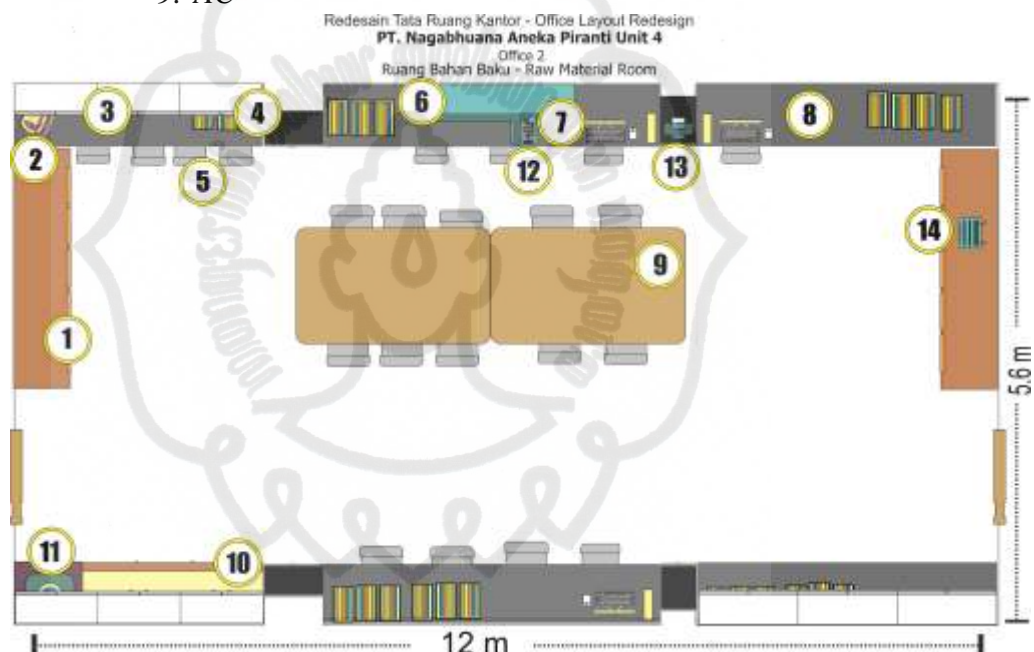 9. AC
Redesain Tata Ruang Kantor - Office Layout Redesign
PT. Nagabhuana Aneka Piranti Unit 4
Office 2
Ruang Bahan Baku - Raw Material Room
3
4
6
7
8
2
5
12
13
14
9
1
5.6 m
11
10
12 m